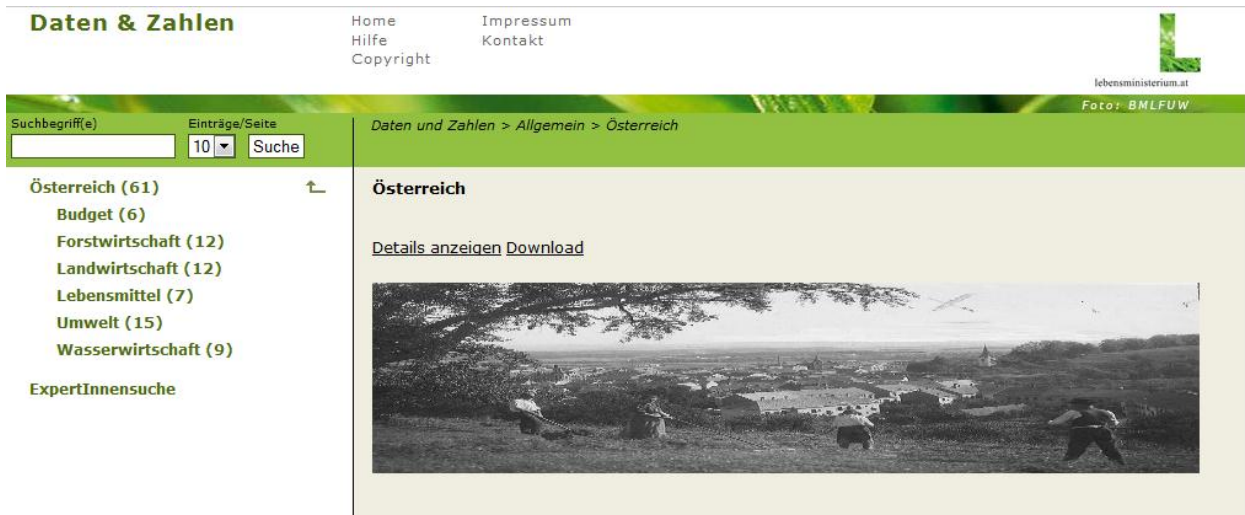 Daten & Zahlen
Home Impressum
Hilfe Kontakt
Copyright
lebensministerium.at
Foto: BMLFUW
Suchbegriff(e) Einträge/Seite
10 Suche
Daten und Zahlen > Allgemein > Österreich
Österreich (61)
Budget (6)
Forstwirtschaft (12)
Landwirtschaft (12)
Lebensmittel (7)
Umwelt (15)
Wasserwirtschaft (9)
ExpertInnensuche
Österreich
Details anzeigen Download